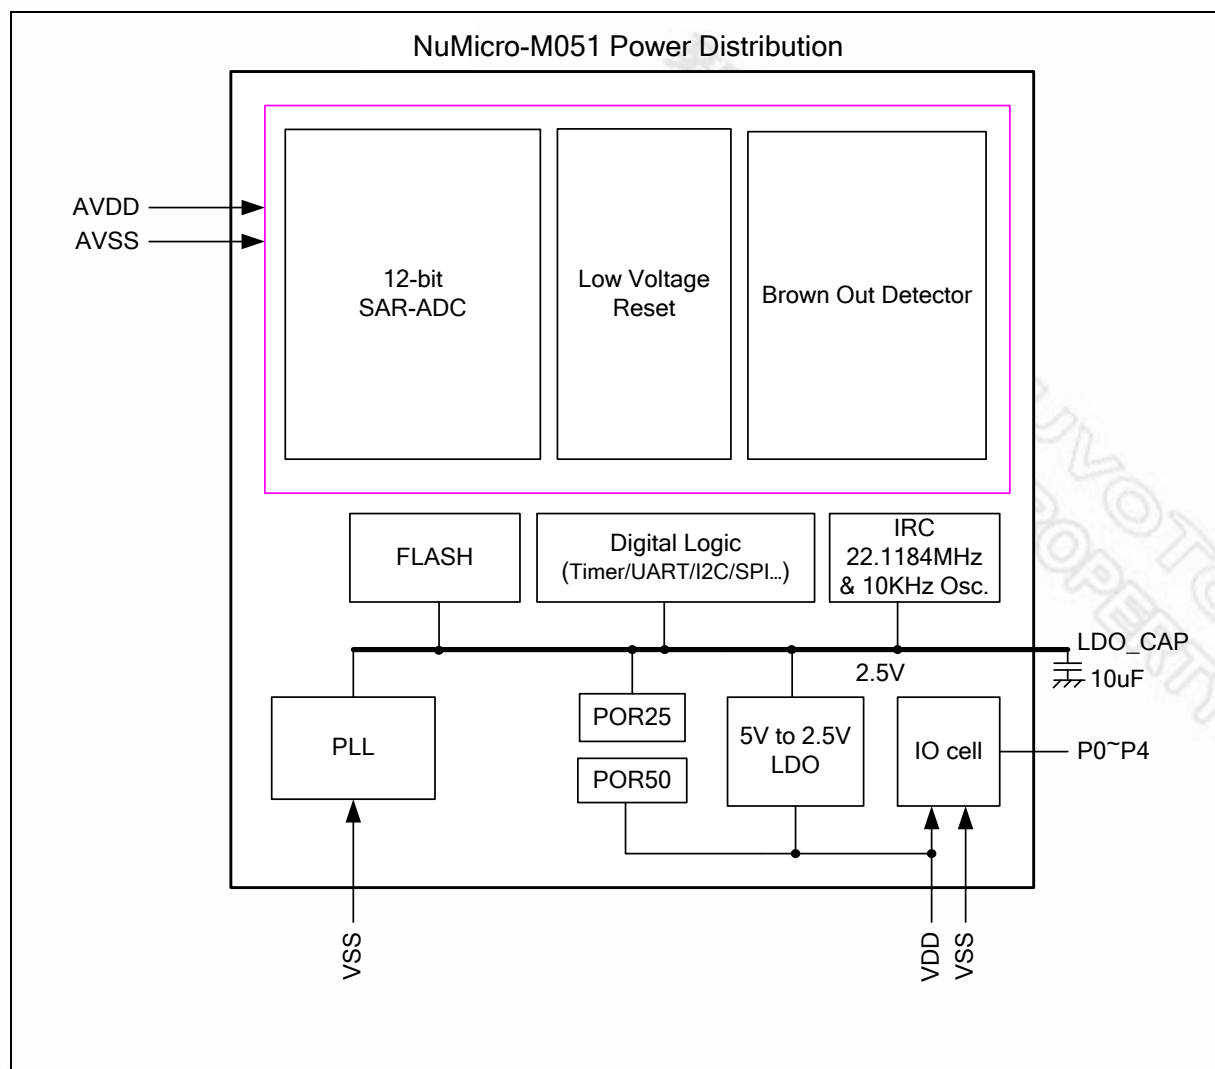 NuMicro-M051 Power Distribution
AVDD
AVSS
12-bit
SAR-ADC
Low Voltage
Reset
Brown Out Detector
FLASH
Digital Logic
(Timer/UART/I2C/SPI...)
IRC
22.1184MHz
& 10KHz Osc.
LDO_CAP
2.5V
10uF
PLL
POR25
POR50
5V to 2.5V
LDO
IO cell
P0~P4
VSS
VDD
VSS